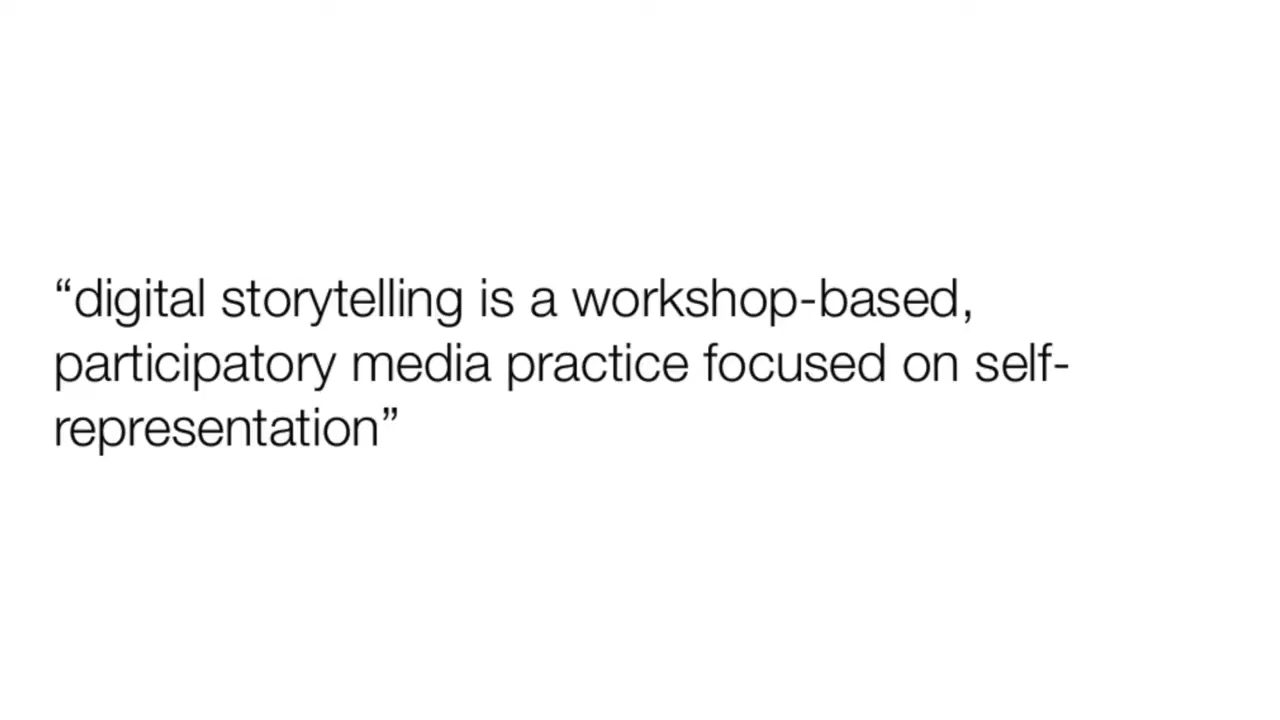 “digital storytelling is a workshop-based,
participatory media practice focused on self-
representation”